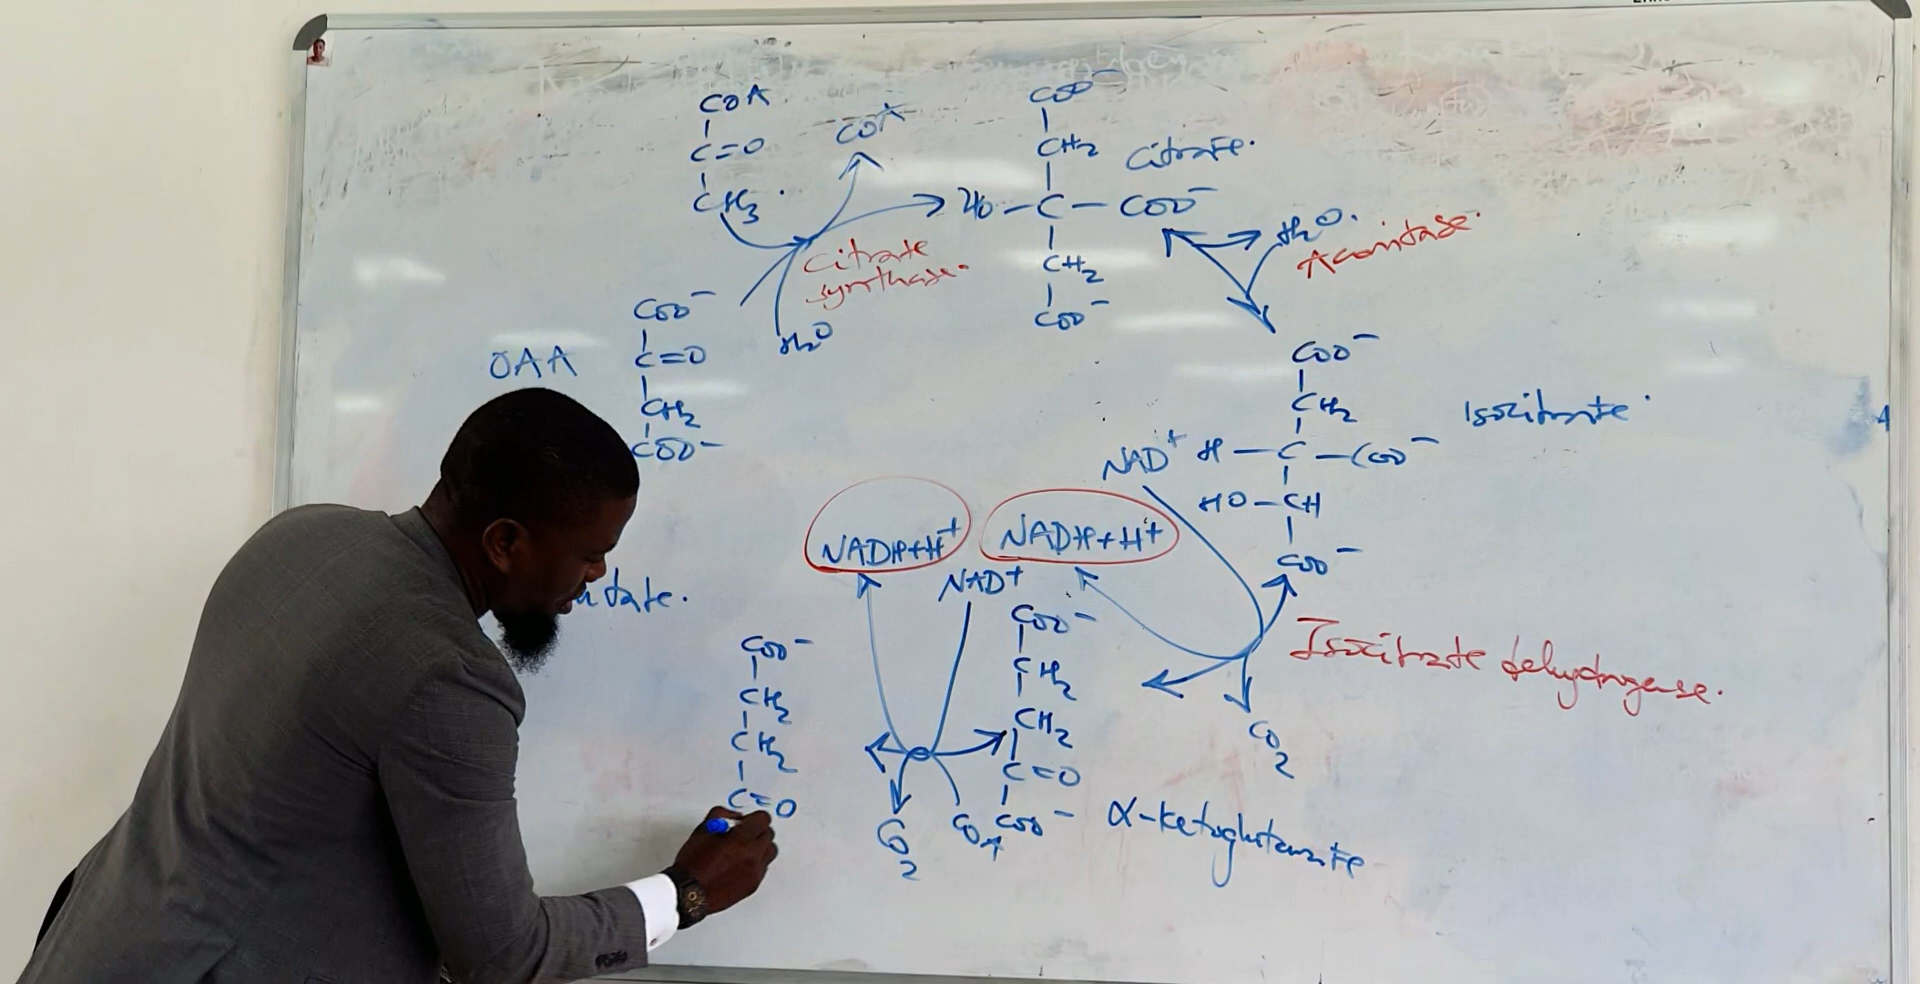 COA
C=O
CH3
COA
COO-
CH2
Citrate.
HO-C-COO-
CH2
COO-
H2O.
Aconitase.
Citrate
synthase.
H2O
OAA
COO-
C=O
CH2
COO-
COO-
CH2
Isocitrate.
NAD+
H-C-COO-
HO-CH
COO-
NADH+H+
NADH+H+
NAD+
COO-
CH2
CH2
C=O
COO-
α-ketoglutarate
Isocitrate dehydrogenase.
CO2
COO-
CH2
CH2
C=O
CO2
COA